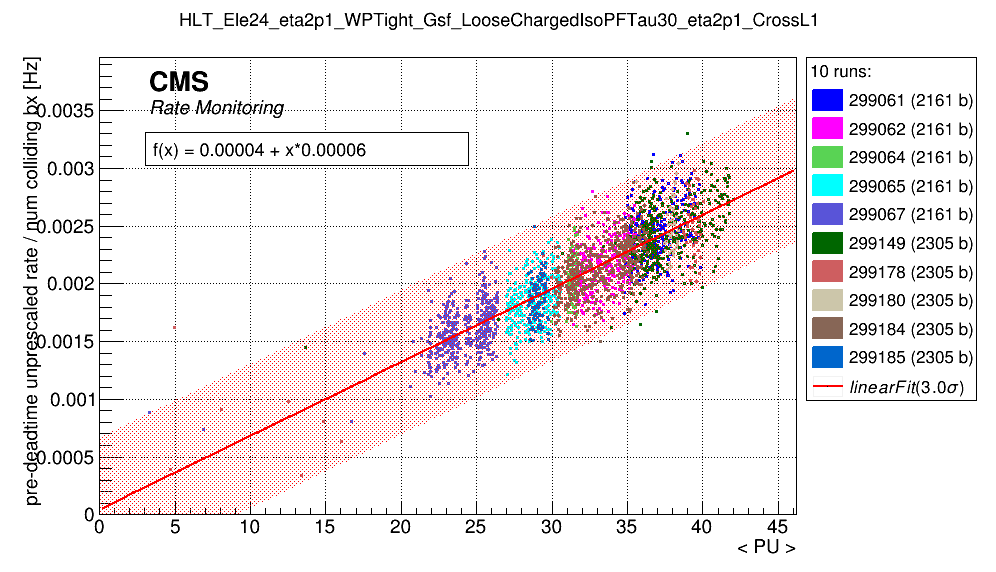 HLT_Ele24_eta2p1_WPTight_Gsf_LooseChargedIsoPFTau30_eta2p1_CrossL1
CMS
Rate Monitoring
f(x) = 0.00004 + x*0.00006
pre-deadtime unprescaled rate / num colliding bx [Hz]
0.0035
0.003
0.0025
0.002
0.0015
0.001
0.0005
0
0 5 10 15 20 25 30 35 40 45
< PU >
10 runs:
299061 (2161 b)
299062 (2161 b)
299064 (2161 b)
299065 (2161 b)
299067 (2161 b)
299149 (2305 b)
299178 (2305 b)
299180 (2305 b)
299184 (2305 b)
299185 (2305 b)
linearFit(3.0σ)